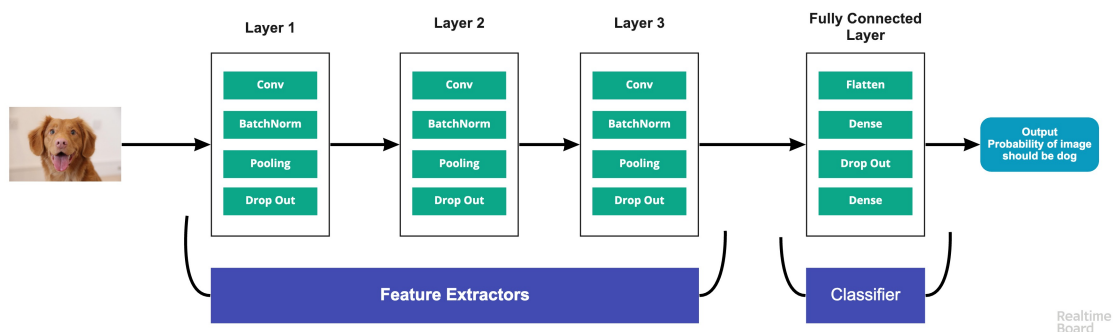 Layer 1
Conv
BatchNorm
Pooling
Drop Out
Layer 2
Conv
BatchNorm
Pooling
Drop Out
Layer 3
Conv
BatchNorm
Pooling
Drop Out
Fully Connected
Layer
Flatten
Dense
Drop Out
Dense
Output
Probability of image
should be dog
Feature Extractors
Classifier
Realtime
Board